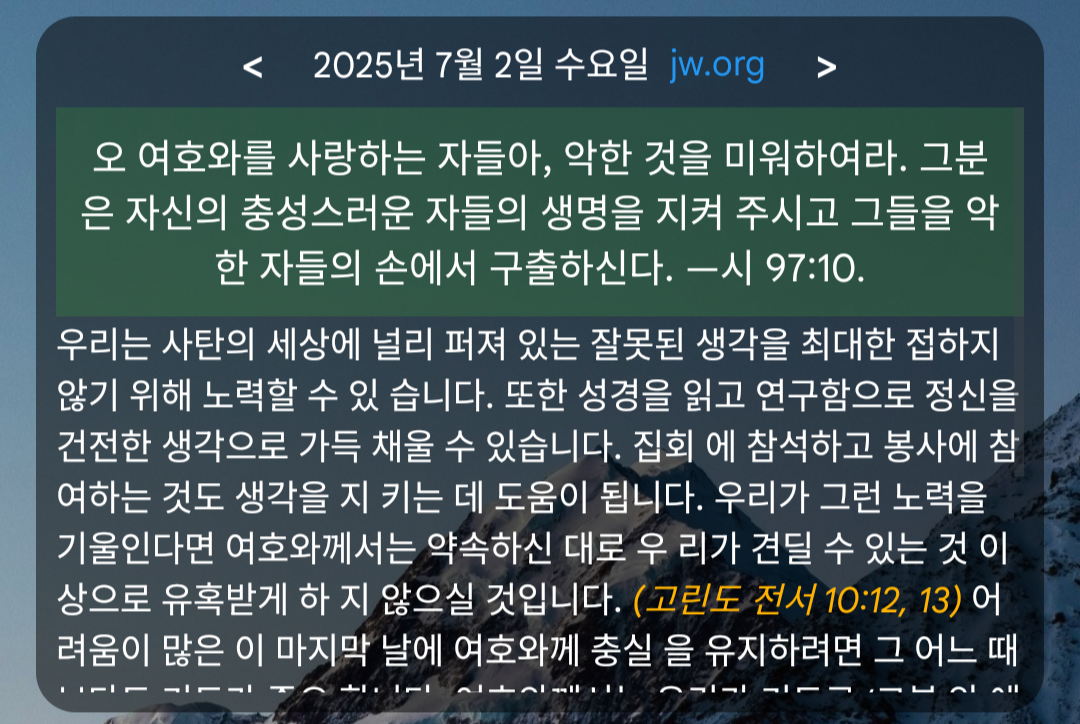 < 2025년 7월 2일 수요일 jw.org >
오 여호와를 사랑하는 자들아, 악한 것을 미워하여라. 그분
은 자신의 충성스러운 자들의 생명을 지켜 주시고 그들을 악
한 자들의 손에서 구출하신다. —시 97:10.
우리는 사탄의 세상에 널리 퍼져 있는 잘못된 생각을 최대한 접하지
않기 위해 노력할 수 있 습니다. 또한 성경을 읽고 연구함으로 정신을
건전한 생각으로 가득 채울 수 있습니다. 집회 에 참석하고 봉사에 참
여하는 것도 생각을 지 키는 데 도움이 됩니다. 우리가 그런 노력을
기울인다면 여호와께서는 약속하신 대로 우 리가 견딜 수 있는 것 이
상으로 유혹받게 하 지 않으실 것입니다. (고린도 전서 10:12, 13) 어
려움이 많은 이 마지막 날에 여호와께 충실 을 유지하려면 그 어느 때